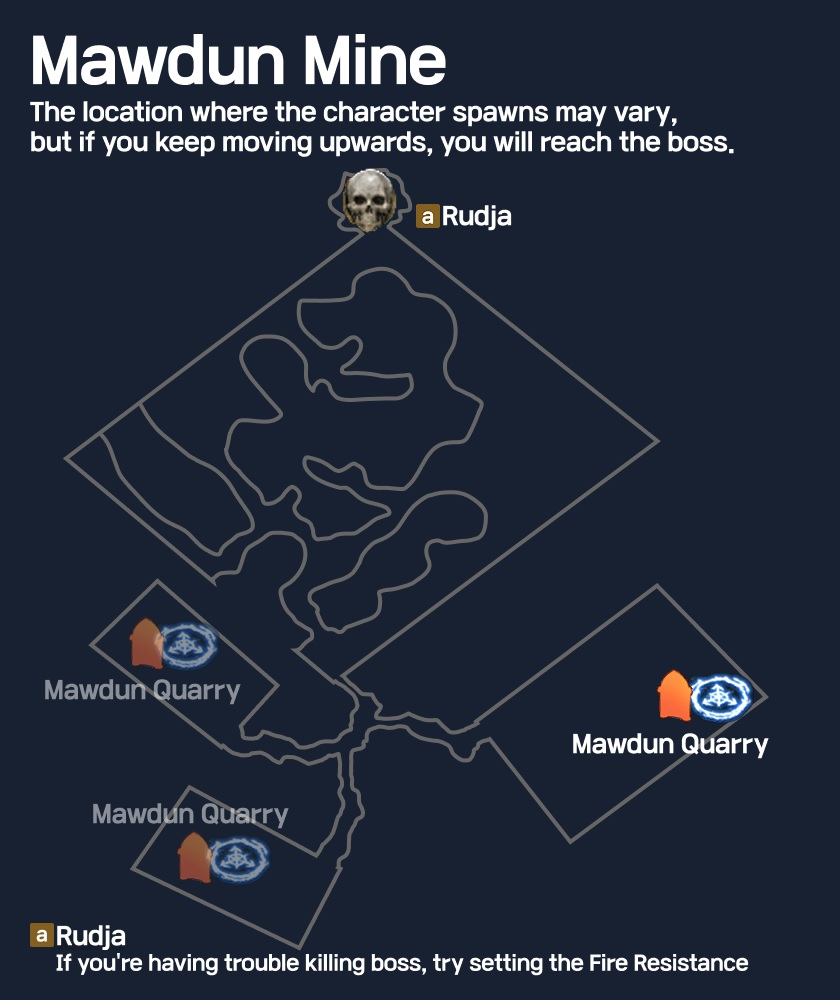 Mawdun Mine
The location where the character spawns may vary,
but if you keep moving upwards, you will reach the boss.
a Rudja
Mawdun Quarry
Mawdun Quarry
Mawdun Quarry
a Rudja
If you're having trouble killing boss, try setting the Fire Resistance